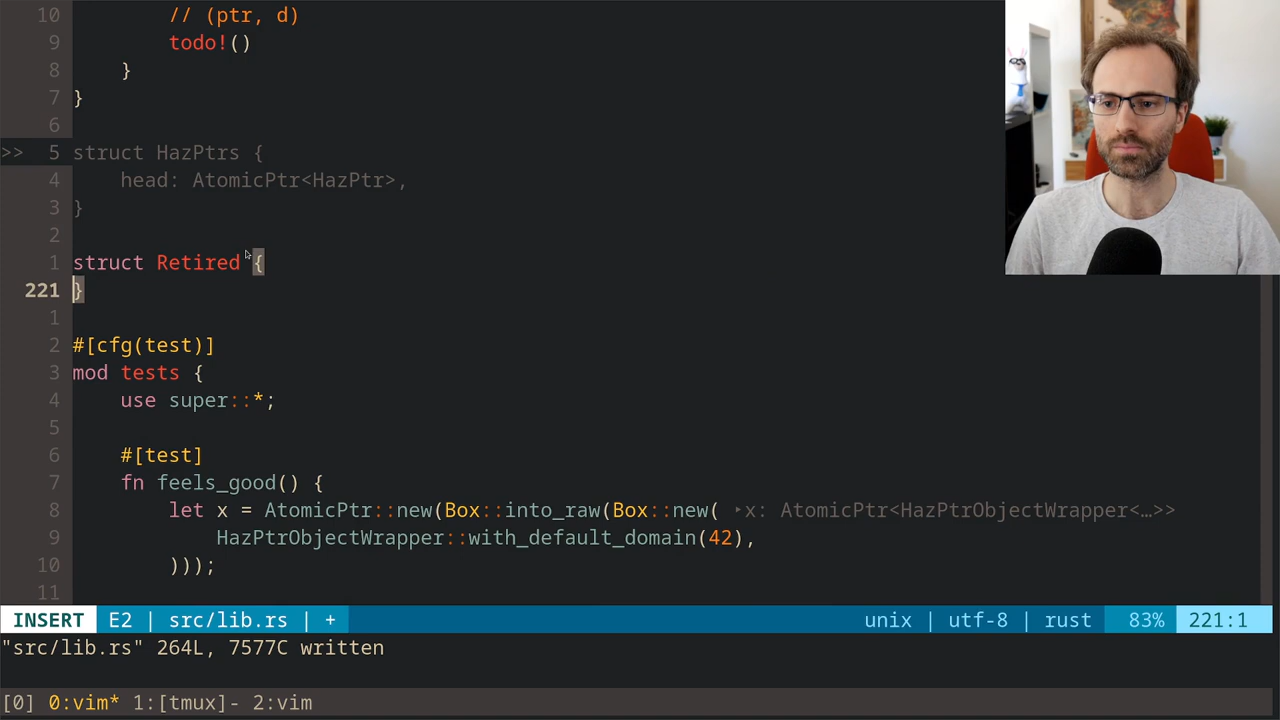 10         // (ptr, d)
9         todo!()
8     }
7 }
6
>> 5 struct HazPtrs {
4     head: AtomicPtr<HazPtr>,
3 }
2
1 struct Retired {
221 }
1
2 #[cfg(test)]
3 mod tests {
4     use super::*;
5
6     #[test]
7     fn feels_good() {
8         let x = AtomicPtr::new(Box::into_raw(Box::new( ‣x: AtomicPtr<HazPtrObjectWrapper<…>>
9             HazPtrObjectWrapper::with_default_domain(42),
10         )));
11
INSERT E2 | src/lib.rs | + unix | utf-8 | rust 83% 221:1
"src/lib.rs" 264L, 7577C written
[0] 0:vim* 1:[tmux]- 2:vim